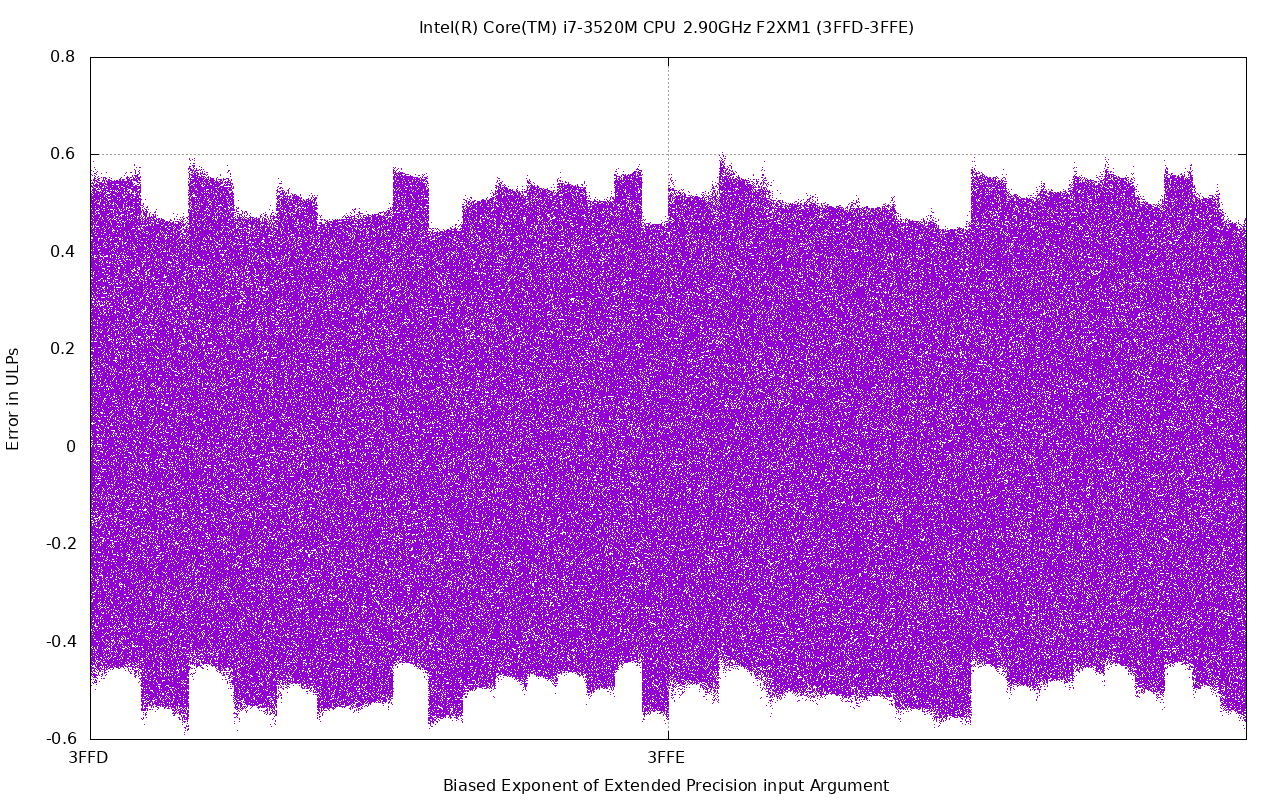 Intel(R) Core(TM) i7-3520M CPU 2.90GHz F2XM1 (3FFD-3FFE)
0.8
0.6
0.4
0.2
0
-0.2
-0.4
-0.6
Error in ULPs
3FFD 3FFE
Biased Exponent of Extended Precision input Argument